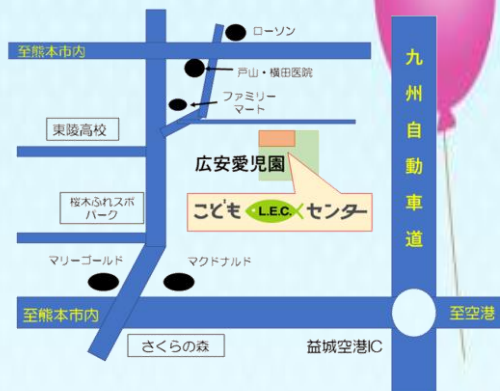 ローソン
至熊本市内
戸山・横田医院
ファミリー
マート
東陵高校
広安愛児園
こども L.E.C. センター
桜木ふれスポ
パーク
マリーゴールド
マクドナルド
至熊本市内
さくらの森
益城空港IC
至空港
九州自動車道